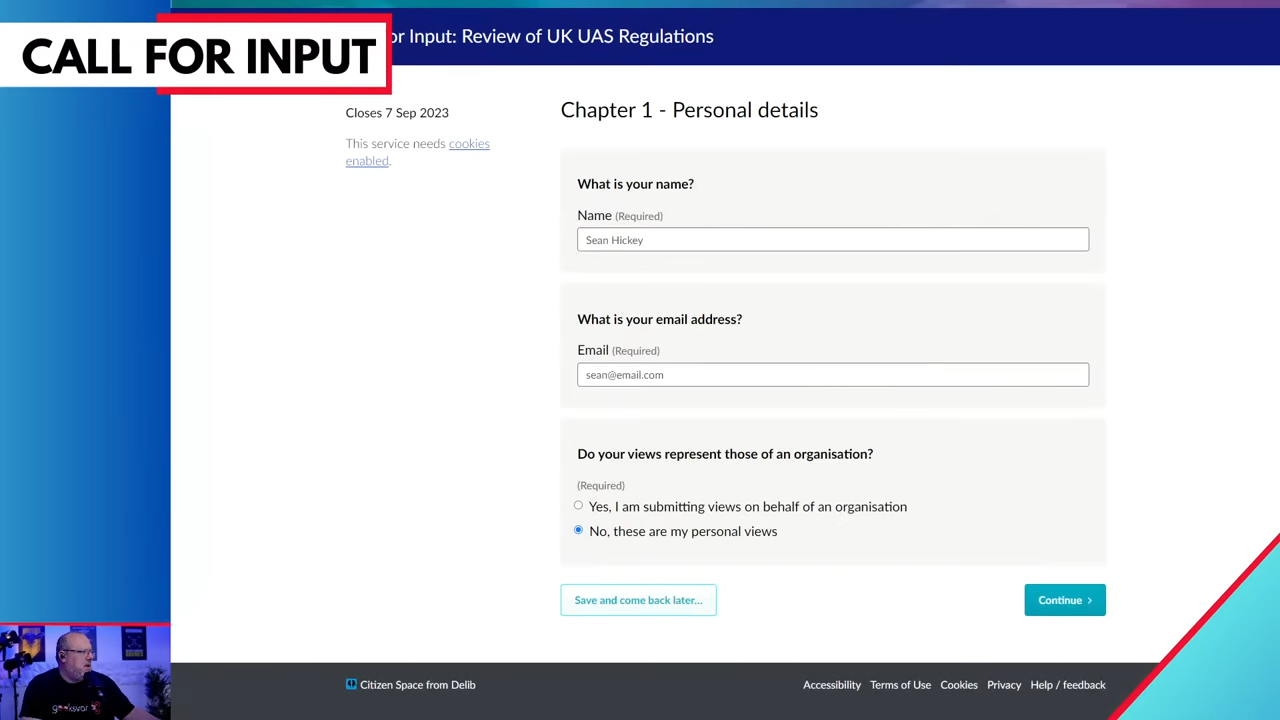 CALL FOR INPUT
or Input: Review of UK UAS Regulations
Closes 7 Sep 2023
This service needs cookies
enabled.
Chapter 1 - Personal details
What is your name?
Name (Required)
Sean Hickey
What is your email address?
Email (Required)
sean@email.com
Do your views represent those of an organisation?
(Required)
Yes, I am submitting views on behalf of an organisation
No, these are my personal views
Save and come back later...
Continue >
Citizen Space from Delib
Accessibility Terms of Use Cookies Privacy Help / feedback